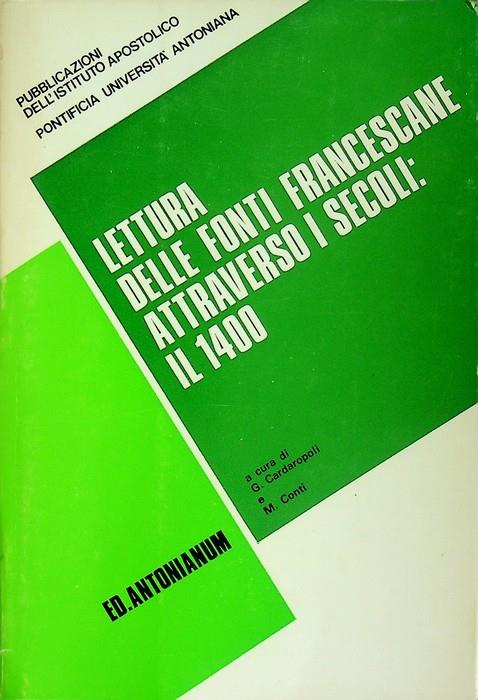 PUBBLICAZIONI
DELL'ISTITUTO APOSTOLICO
PONTIFICIA UNIVERSITÀ ANTONIANA
LETTURA
DELLE FONTI FRANCESCANE
ATTRAVERSO I SECOLI:
IL 1400
a cura di
G. Cardaropoli
e
M. Conti
ED. ANTONIANUM